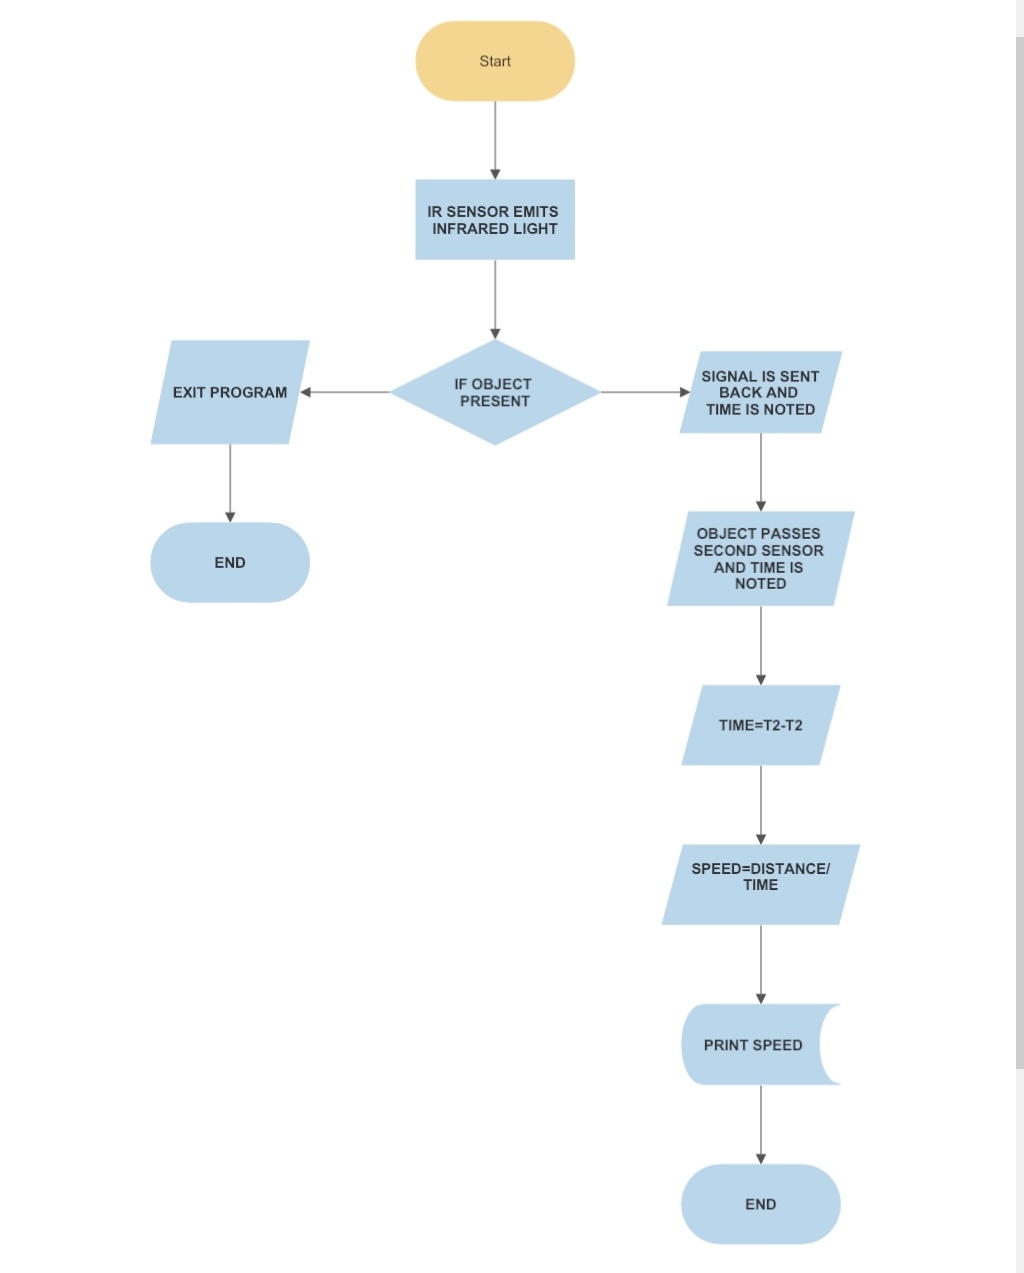 Start
IR SENSOR EMITS
INFRARED LIGHT
IF OBJECT
PRESENT
EXIT PROGRAM
END
SIGNAL IS SENT
BACK AND
TIME IS NOTED
OBJECT PASSES
SECOND SENSOR
AND TIME IS
NOTED
TIME=T2-T2
SPEED=DISTANCE/
TIME
PRINT SPEED
END